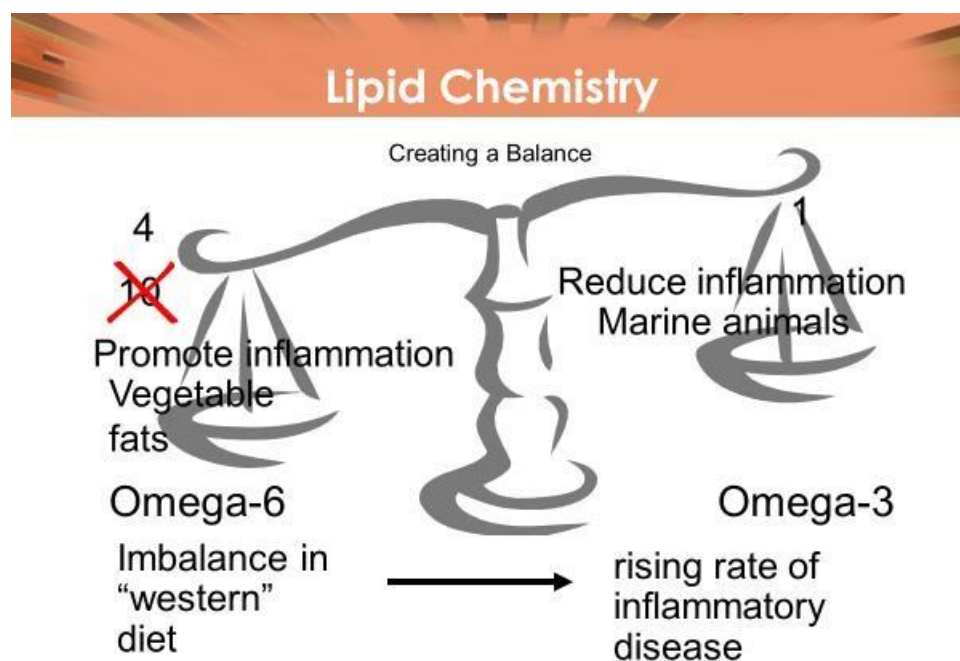 Lipid Chemistry
Creating a Balance
4
10
1
Promote inflammation
Vegetable
fats
Reduce inflammation
Marine animals
Omega-6
Omega-3
Imbalance in
“western”
diet
rising rate of
inflammatory
disease